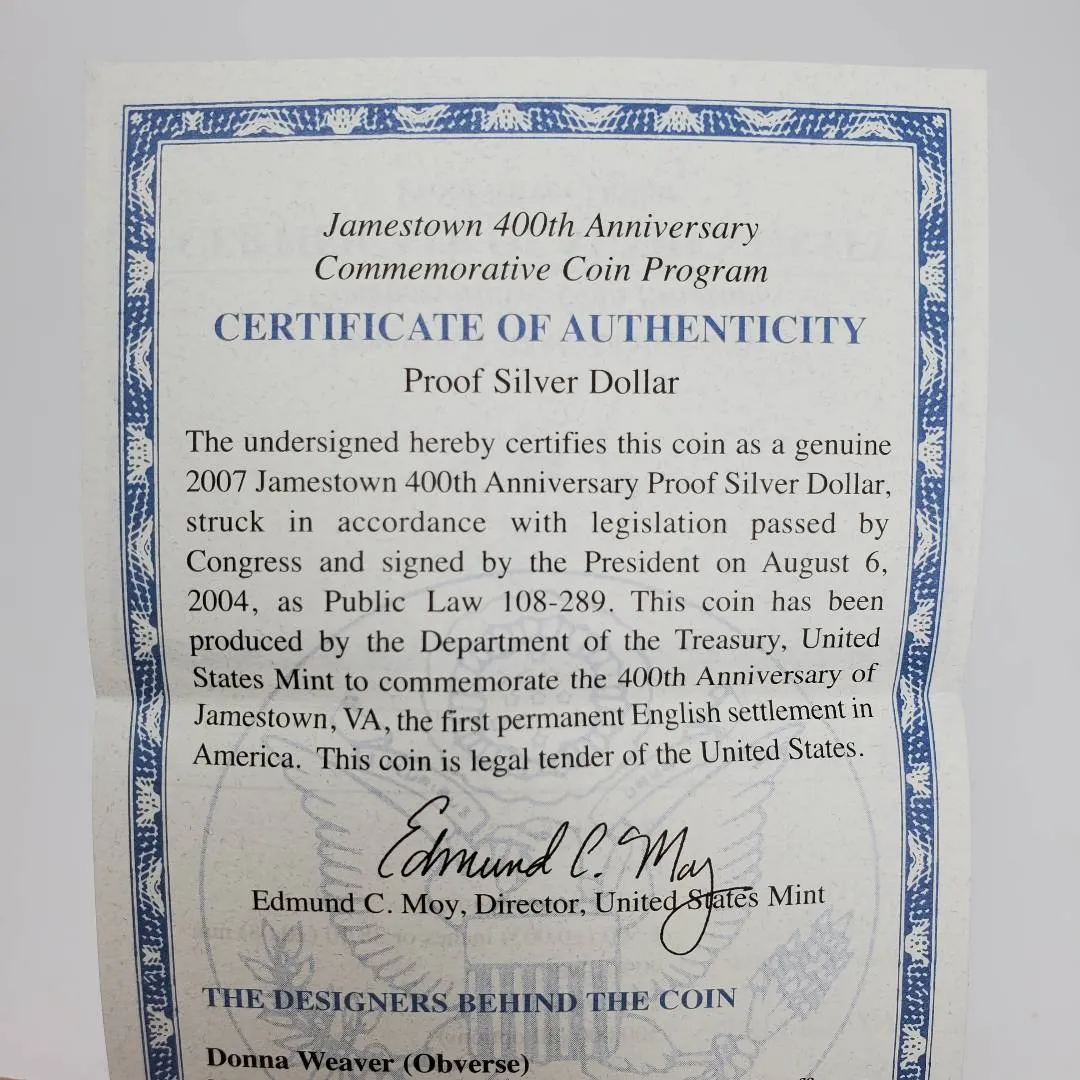 Jamestown 400th Anniversary
Commemorative Coin Program
CERTIFICATE OF AUTHENTICITY
Proof Silver Dollar
The undersigned hereby certifies this coin as a genuine
2007 Jamestown 400th Anniversary Proof Silver Dollar,
struck in accordance with legislation passed by
Congress and signed by the President on August 6,
2004, as Public Law 108-289. This coin has been
produced by the Department of the Treasury, United
States Mint to commemorate the 400th Anniversary of
Jamestown, VA, the first permanent English settlement in
America. This coin is legal tender of the United States.
Edmund C. Moy
Edmund C. Moy, Director, United States Mint
THE DESIGNERS BEHIND THE COIN
Donna Weaver (Obverse)